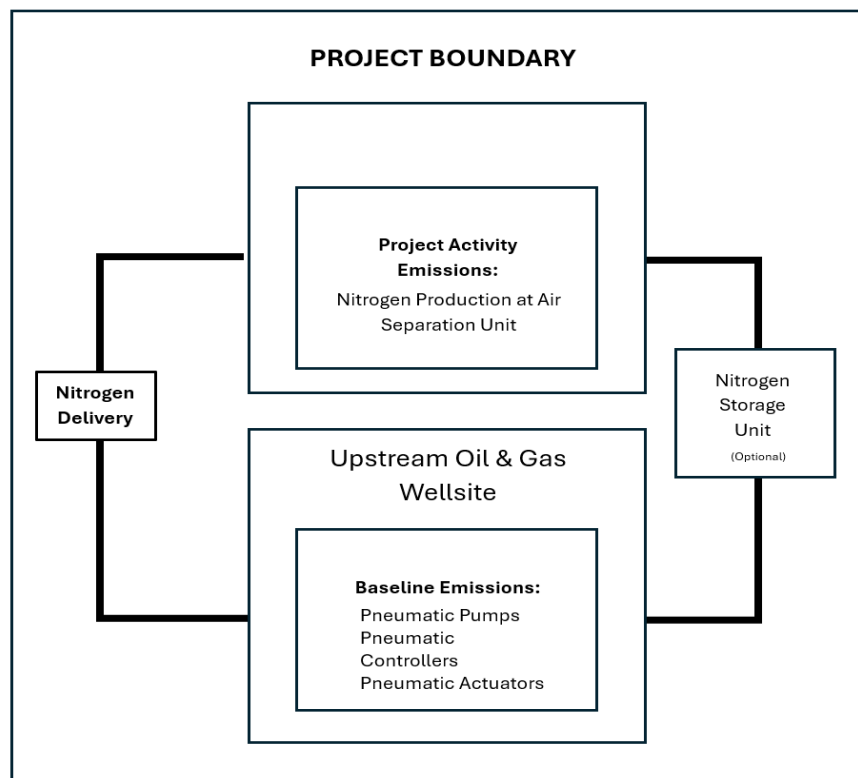 PROJECT BOUNDARY
Project Activity
Emissions:
Nitrogen Production at Air
Separation Unit
Nitrogen
Delivery
Nitrogen
Storage
Unit
(Optional)
Upstream Oil & Gas
Wellsite
Baseline Emissions:
Pneumatic Pumps
Pneumatic
Controllers
Pneumatic Actuators